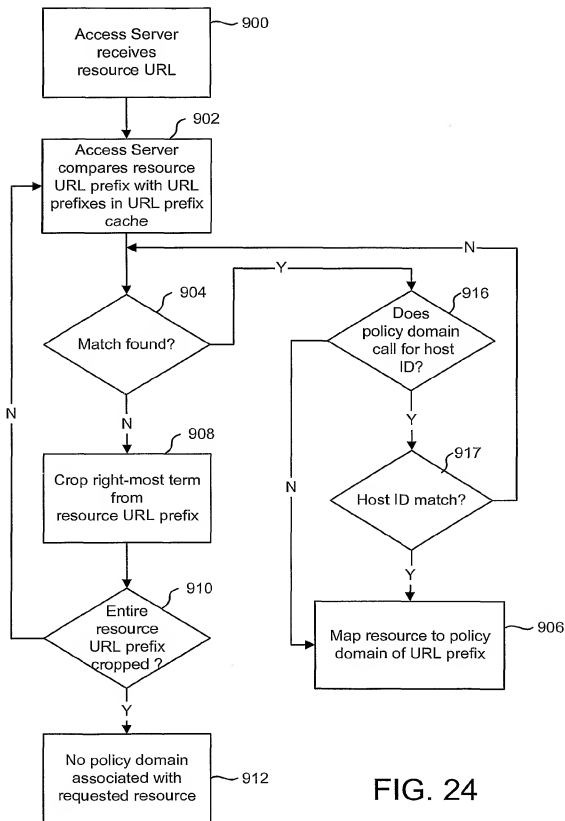 Access Server
receives
resource URL
900
902
Access Server
compares resource
URL prefix with URL
prefixes in URL prefix
cache
N
Y
904
Match found?
916
Does
policy domain
call for host
ID?
N
N
Y
908
Crop right-most term
from
resource URL prefix
917
Host ID match?
N
Y
910
Entire
resource
URL prefix
cropped ?
906
Map resource to policy
domain of URL prefix
Y
No policy domain
associated with
requested resource
912
FIG. 24